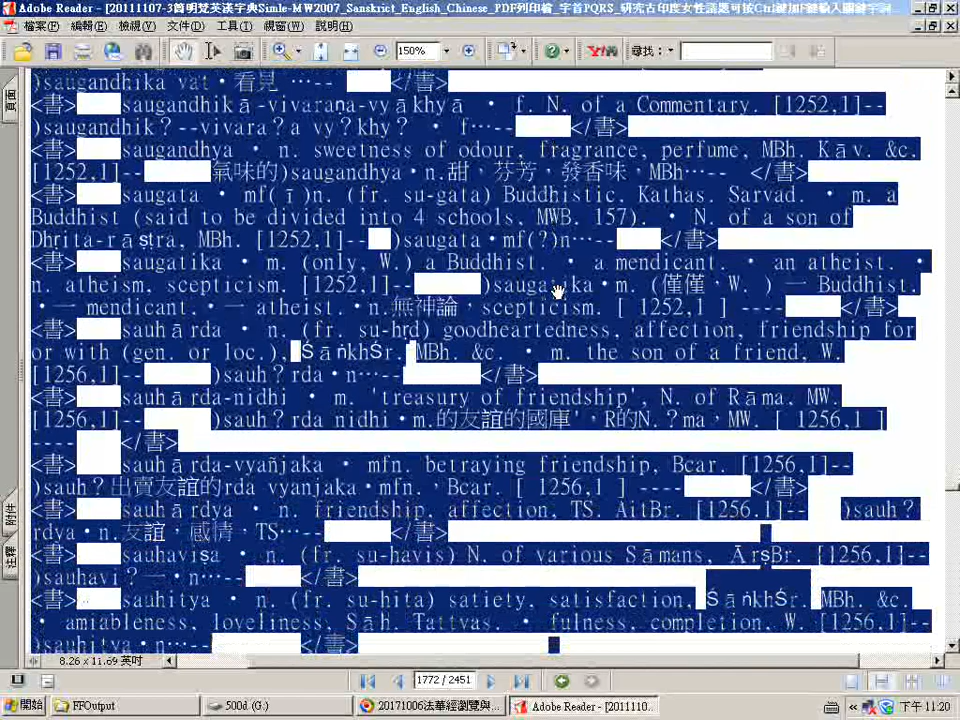 Adobe Reader - [20111107-3簡明梵英漢字典Simle-MW2007_Sanskrict_English_Chinese_PDF列印檔_字首PQRS_研究古印度女性議題可按Ctrl鍵加F鍵輸入關鍵字詞
檔案(F) 編輯(E) 檢視(V) 文件(D) 工具(T) 視窗(W) 說明(H)
150% 尋找：
頁面
附件
註釋
)saugandhika vat，看見 …--  </書>
<書> saugandhikā-vivaraṇa-vyākhyā • f. N. of a Commentary. [1252,1]--
)saugandhik？--vivara？a vy？khy？ • f…-- </書>
<書> saugandhya • n. sweetness of odour, fragrance, perfume, MBh. Kāv. &c.
[1252,1]-- 氣味的)saugandhya，n.甜，芬芳，發香味，MBh…-- </書>
<書> saugata • mf(ī)n. (fr. su-gata) Buddhistic, Kathas. Sarvad. • m. a
Buddhist (said to be divided into 4 schools, MWB. 157). • N. of a son of
Dhṛita-rāṣṭra, MBh. [1252,1]-- )saugata，mf(?)n…-- </書>
<書> saugatika • m. (only, W.) a Buddhist. • a mendicant. • an atheist. •
n. atheism, scepticism. [1252,1]-- )saugatika，m. (僅僅，W. ) 一 Buddhist.
，一 mendicant.，一 atheist.，n.無神論，scepticism. [ 1252,1 ] ---- </書>
<書> sauhārda • n. (fr. su-hṛd) goodheartedness, affection, friendship for
or with (gen. or loc.), ŚāṅkhŚr. MBh. &c. • m. the son of a friend, W.
[1256,1]-- )sauh？rda，n…-- </書>
<書> sauhārda-nidhi • m. 'treasury of friendship', N. of Rāma, MW.
[1256,1]-- )sauh？rda nidhi，m.的友誼的國庫'，R的N.？ma，MW. [ 1256,1 ]
---- </書>
<書> sauhārda-vyañjaka • mfn. betraying friendship, Bcar. [1256,1]--
)sauh？出賣友誼的rda vyanjaka，mfn.，Bcar. [ 1256,1 ] ---- </書>
<書> sauhārdya • n. friendship, affection, TS. AitBr. [1256,1]-- )sauh？
rdya，n.友誼，感情，TS… </書>
<書> sauhaviṣa • n. (fr. su-havis) N. of various Sāmans, ĀrṣBr. [1256,1]--
)sauhavi？一，n…-- </書>
<書> sauhitya • n. (fr. su-hita) satiety, satisfaction, ŚāṅkhŚr. MBh. &c.
• amiableness, loveliness, Sāh. Tattvas. • fulness, completion, W. [1256,1]--
)sauhitya，n…-- </書>
8.26 x 11.69 英吋
1772 / 2451
開始 FFOutput 500d (G:) 20171006法華經瀏覽與... Adobe Reader - [2011110... 下午 11:20